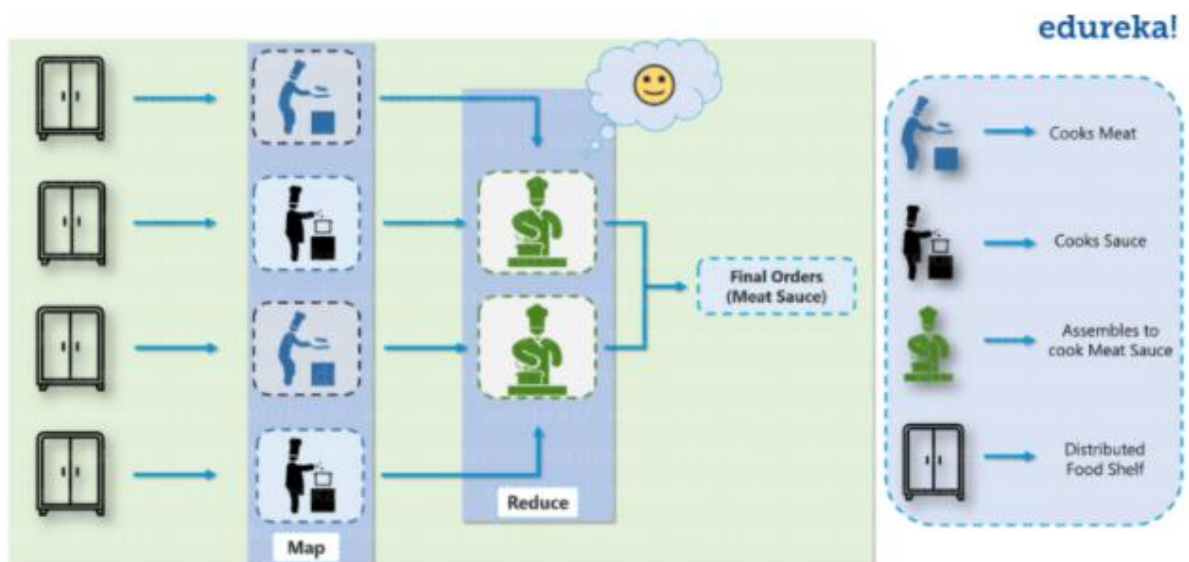 edureka!
Cooks Meat
Cooks Sauce
Final Orders
(Meat Sauce)
Assembles to
cook Meat Sauce
Distributed
Food Shelf
Reduce
Map